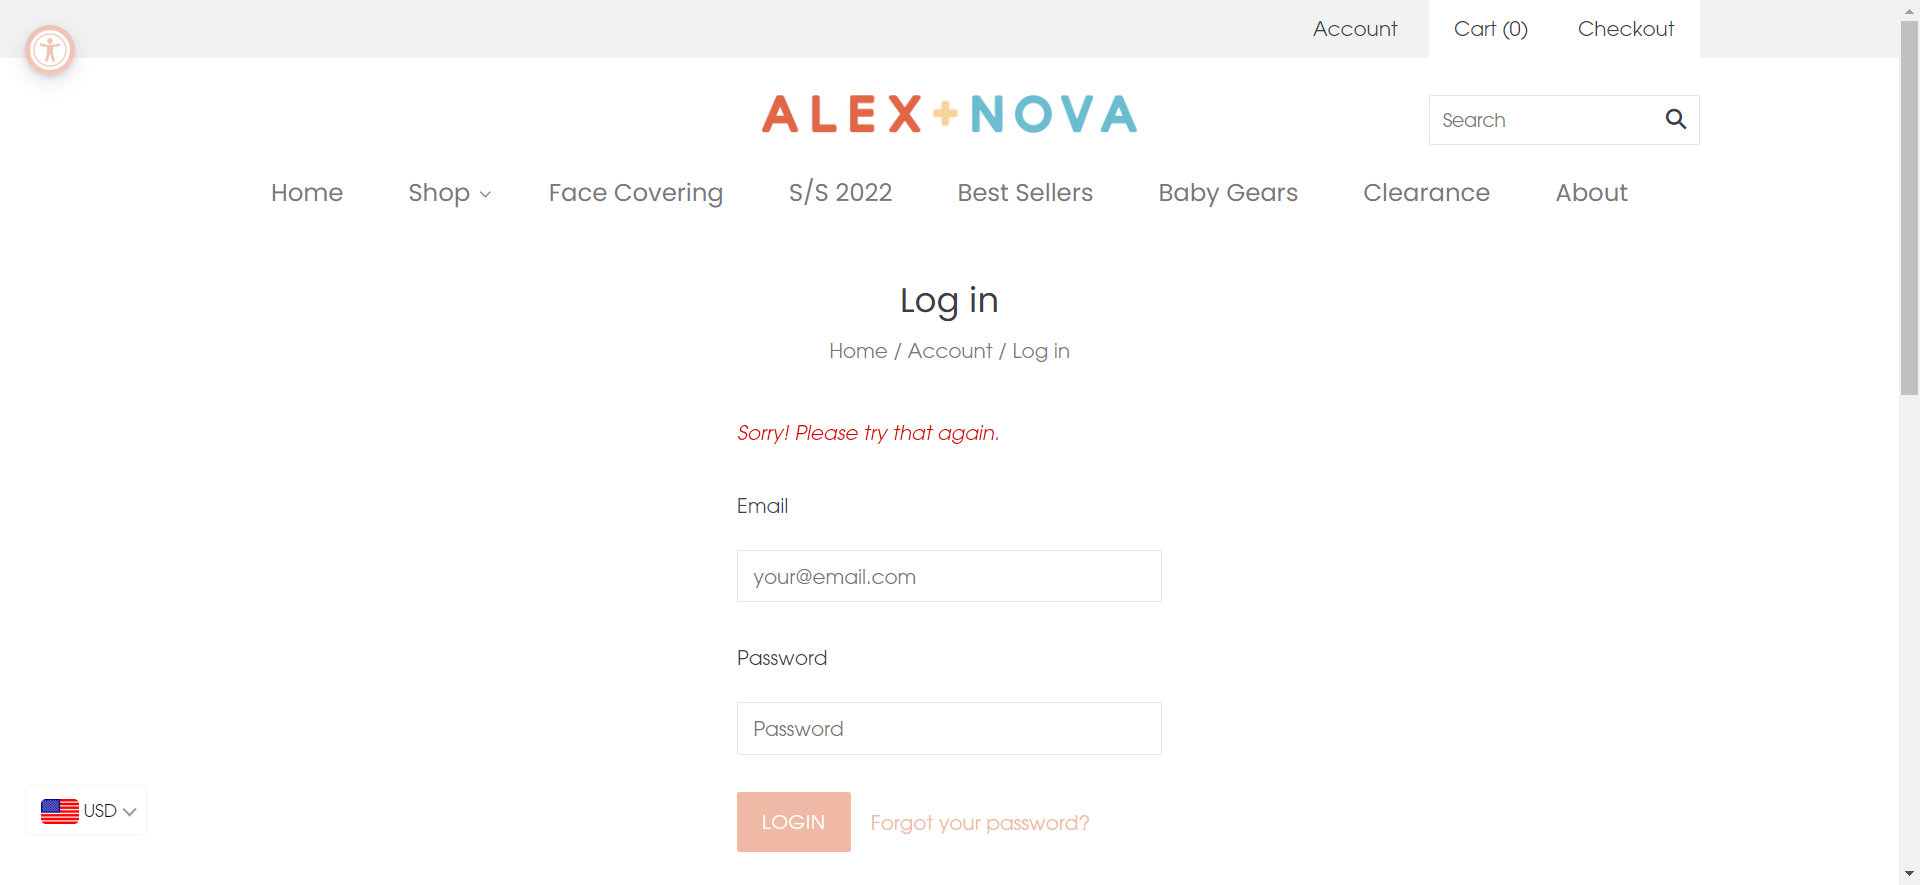 Account
Cart (0)
Checkout
ALEX+NOVA
Search
Home
Shop
Face Covering
S/S 2022
Best Sellers
Baby Gears
Clearance
About
Log in
Home / Account / Log in
Sorry! Please try that again.
Email
your@email.com
Password
Password
LOGIN
Forgot your password?
USD